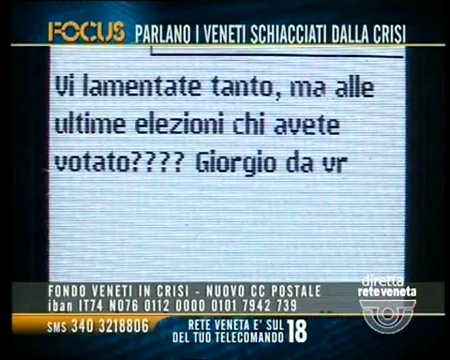 FOCUS PARLANO I VENETI SCHIACCIATI DALLA CRISI
Vi lamentate tanto, ma alle
ultime elezioni chi avete
votato???? Giorgio da vr
FONDO VENETI IN CRISI - NUOVO CC POSTALE
iban IT74 N076 0112 0000 0101 7942 739
diretta
reteveneta
SMS 340 3218806
RETE VENETA E' SUL
DEL TUO TELECOMANDO 18